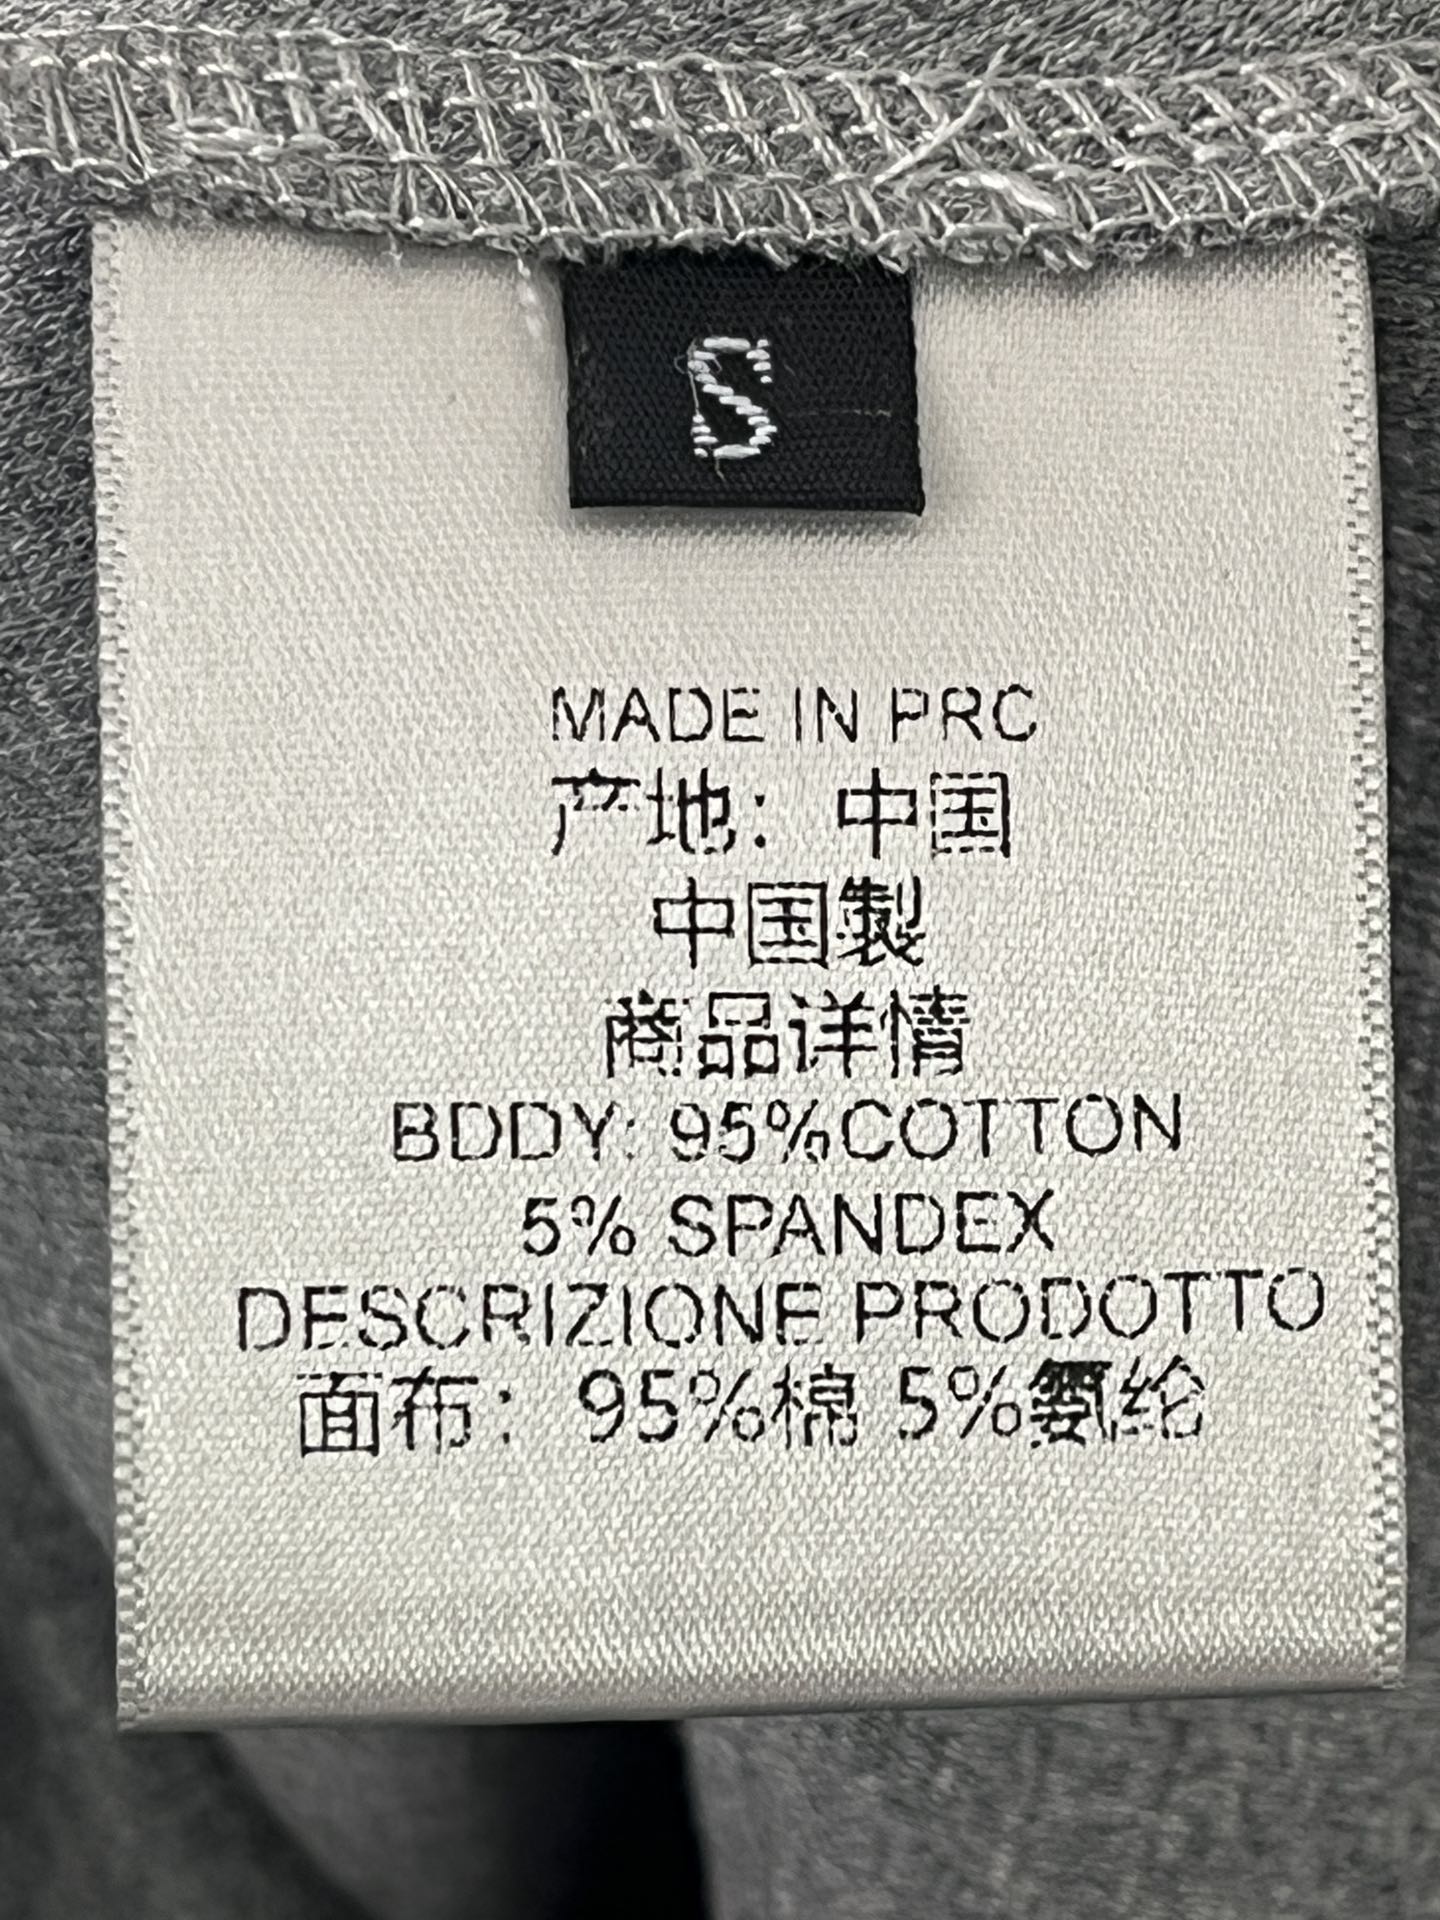 S
MADE IN PRC
产地：中国
中国製
商品详情
BODY: 95%COTTON
5% SPANDEX
DESCRIZIONE PRODOTTO
面布：95%棉 5%氨纶